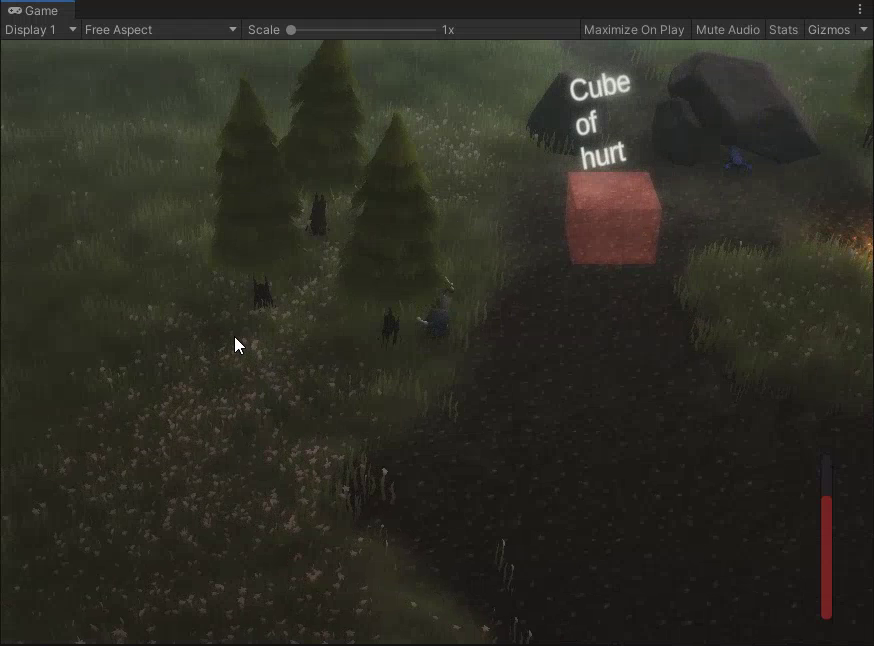 Game
Display 1 Free Aspect Scale 1x Maximize On Play Mute Audio Stats Gizmos
Cube
of
hurt